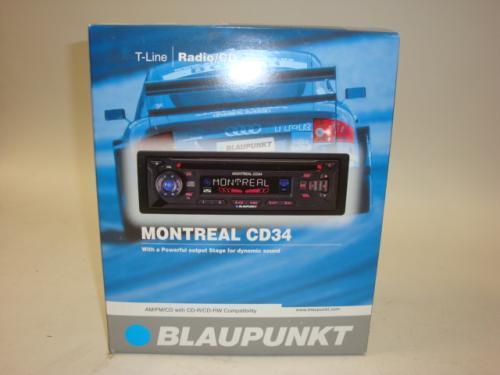 T-Line | Radio/CD
BLAUPUNKT
MONTREAL CD34
MONTREAL
MONTREAL CD34
With a Powerful output Stage for dynamic sound
AM/FM/CD with CD-R/CD-RW Compatibility
www.blaupunkt.com
BLAUPUNKT